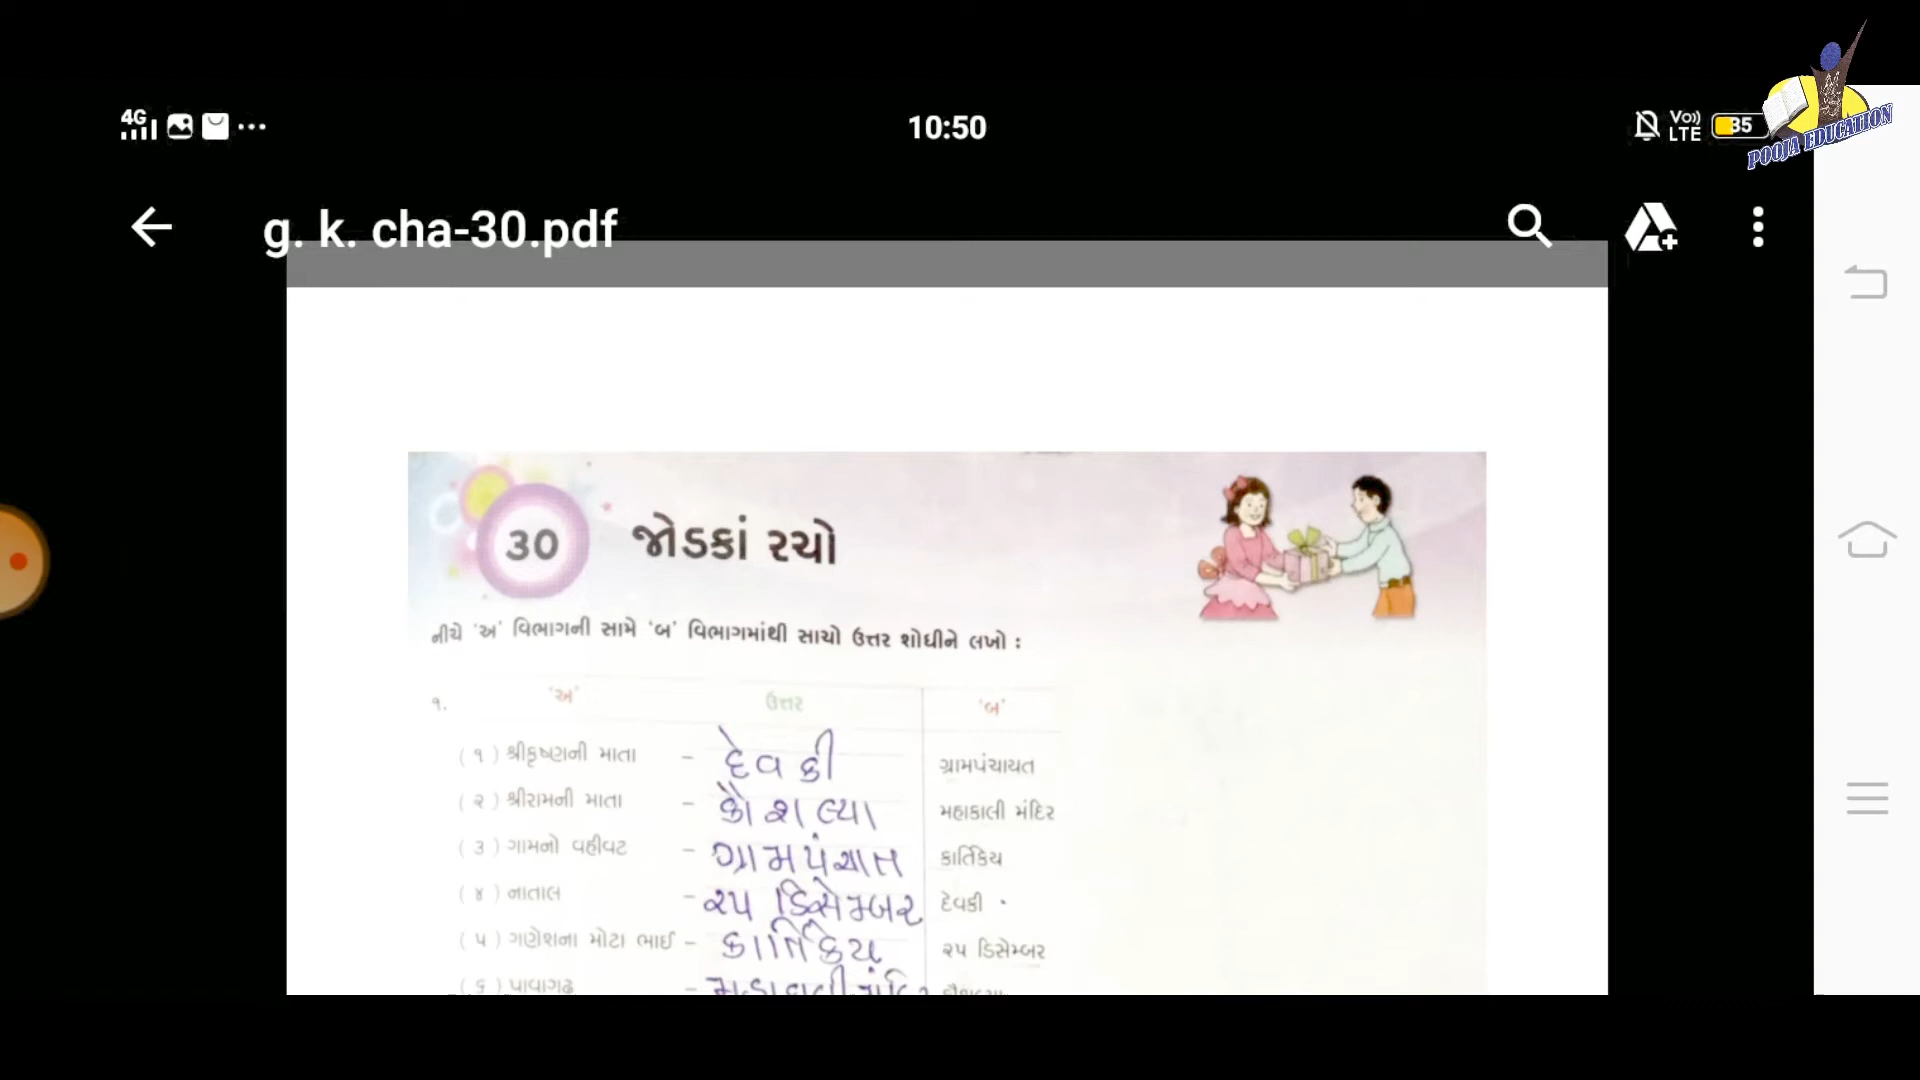 4G
10:50
Vo)) LTE
35
POOJA EDUCATION
g. k. cha-30.pdf
30 જોડકાં રચો
નીચે 'અ' વિભાગની સામે 'બ' વિભાગમાંથી સાચો ઉત્તર શોધીને લખો :
૧. 'અ' ઉત્તર 'બ'
(૧) શ્રીકૃષ્ણની માતા – દેવકી ગ્રામપંચાયત
(૨) શ્રીરામની માતા – કૌશલ્યા મહાકાલી મંદિર
(૩) ગામનો વહીવટ – ગ્રામપંચાત કાર્તિકેય
(૪) નાતાલ – ૨૫ ડિસેમ્બર દેવકી
(૫) ગણેશના મોટા ભાઈ – કાર્તિકેય ૨૫ ડિસેમ્બર
(૬) પાવાગઢ –